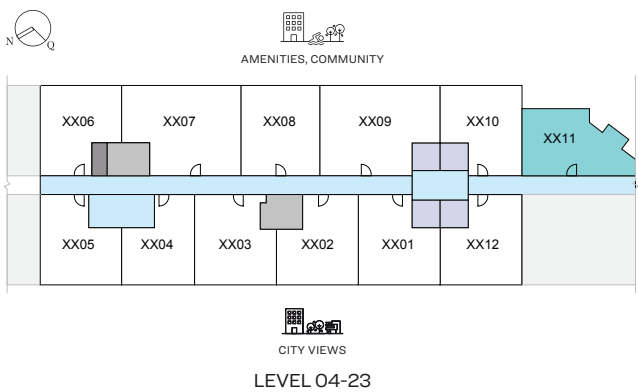 N
Q
AMENITIES, COMMUNITY
XX06
XX07
XX08
XX09
XX10
XX11
XX05
XX04
XX03
XX02
XX01
XX12
CITY VIEWS
LEVEL 04-23